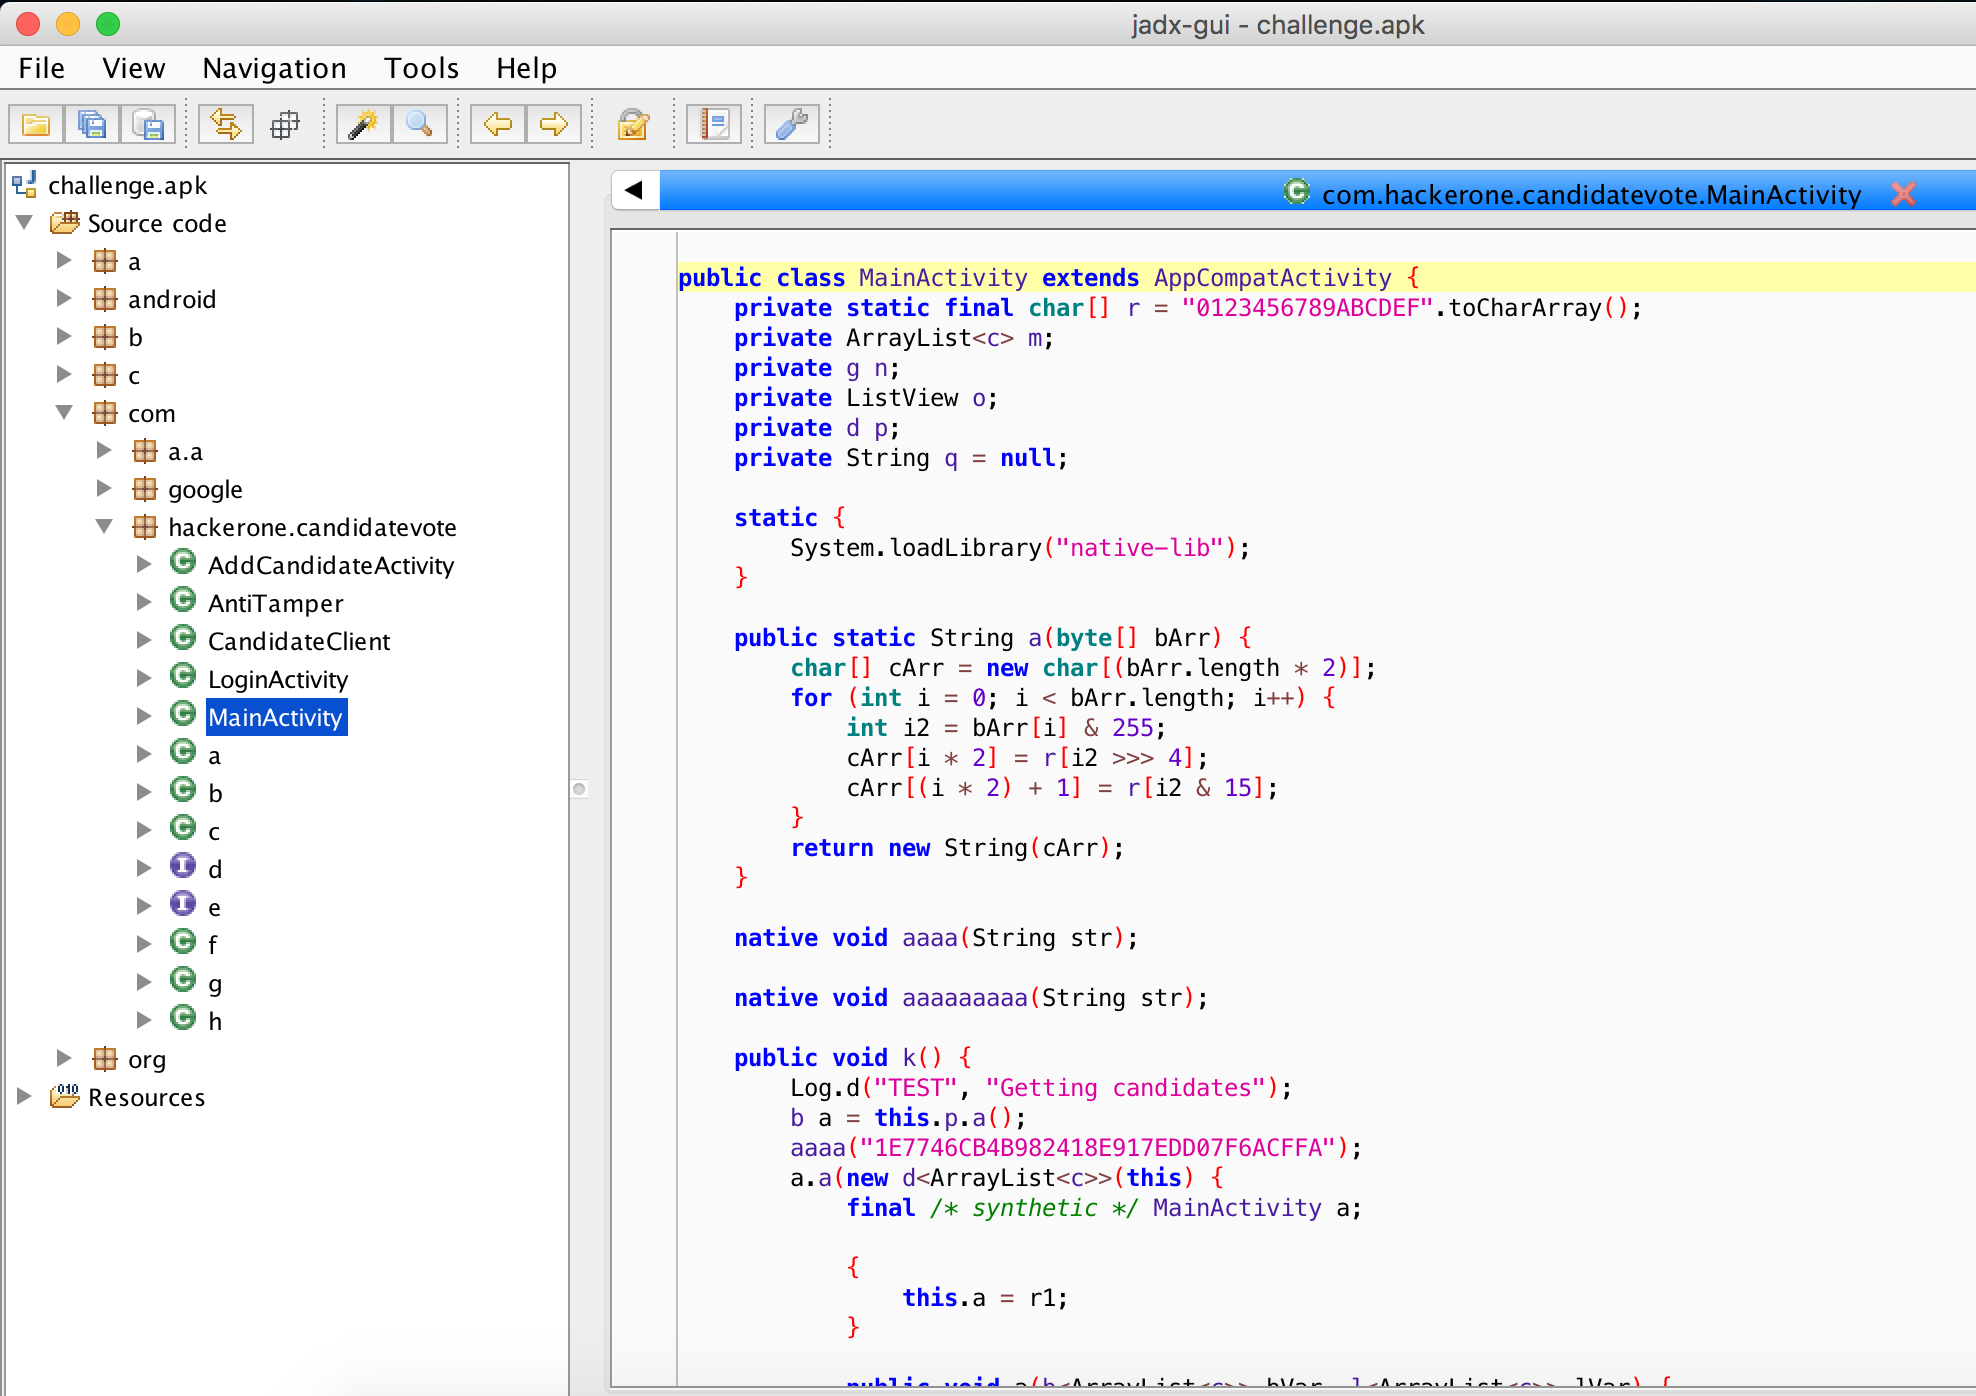 jadx-gui - challenge.apk
File View Navigation Tools Help
challenge.apk
Source code
a
android
b
c
com
a.a
google
hackerone.candidatevote
AddCandidateActivity
AntiTamper
CandidateClient
LoginActivity
MainActivity
a
b
c
d
e
f
g
h
org
Resources
com.hackerone.candidatevote.MainActivity
public class MainActivity extends AppCompatActivity {
    private static final char[] r = "0123456789ABCDEF".toCharArray();
    private ArrayList<c> m;
    private g n;
    private ListView o;
    private d p;
    private String q = null;

    static {
        System.loadLibrary("native-lib");
    }

    public static String a(byte[] bArr) {
        char[] cArr = new char[(bArr.length * 2)];
        for (int i = 0; i < bArr.length; i++) {
            int i2 = bArr[i] & 255;
            cArr[i * 2] = r[i2 >>> 4];
            cArr[(i * 2) + 1] = r[i2 & 15];
        }
        return new String(cArr);
    }

    native void aaaa(String str);

    native void aaaaaaaaa(String str);

    public void k() {
        Log.d("TEST", "Getting candidates");
        b a = this.p.a();
        aaaa("1E7746CB4B982418E917EDD07F6ACFFA");
        a.a(new d<ArrayList<c>>(this) {
            final /* synthetic */ MainActivity a;

            {
                this.a = r1;
            }

            public void a(b<ArrayList<c>> bVar, l<ArrayList<c>> lVar) {